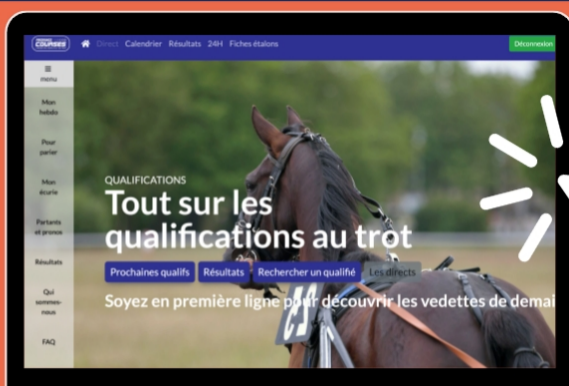 COURSES
Direct Calendrier Résultats 24H Fiches étalons
Déconnexion
menu
Mon
hebdo
Pour
parier
Mon
écurie
Partants
et pronos
Résultats
Qui
sommes-
nous
FAQ
QUALIFICATIONS
Tout sur les
qualifications au trot
Prochaines qualifs Résultats Rechercher un qualifié Les directs
Soyez en première ligne pour découvrir les vedettes de demai